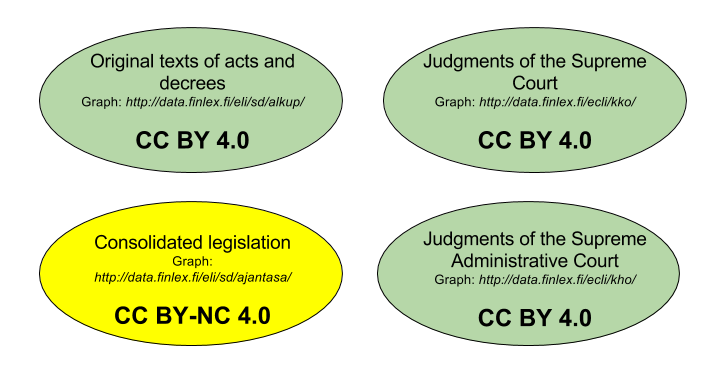 Original texts of acts and
decrees
Graph: http://data.finlex.fi/eli/sd/alkup/
CC BY 4.0
Judgments of the Supreme
Court
Graph: http://data.finlex.fi/ecli/kko/
CC BY 4.0
Consolidated legislation
Graph:
http://data.finlex.fi/eli/sd/ajantasa/
CC BY-NC 4.0
Judgments of the Supreme
Administrative Court
Graph: http://data.finlex.fi/ecli/kho/
CC BY 4.0